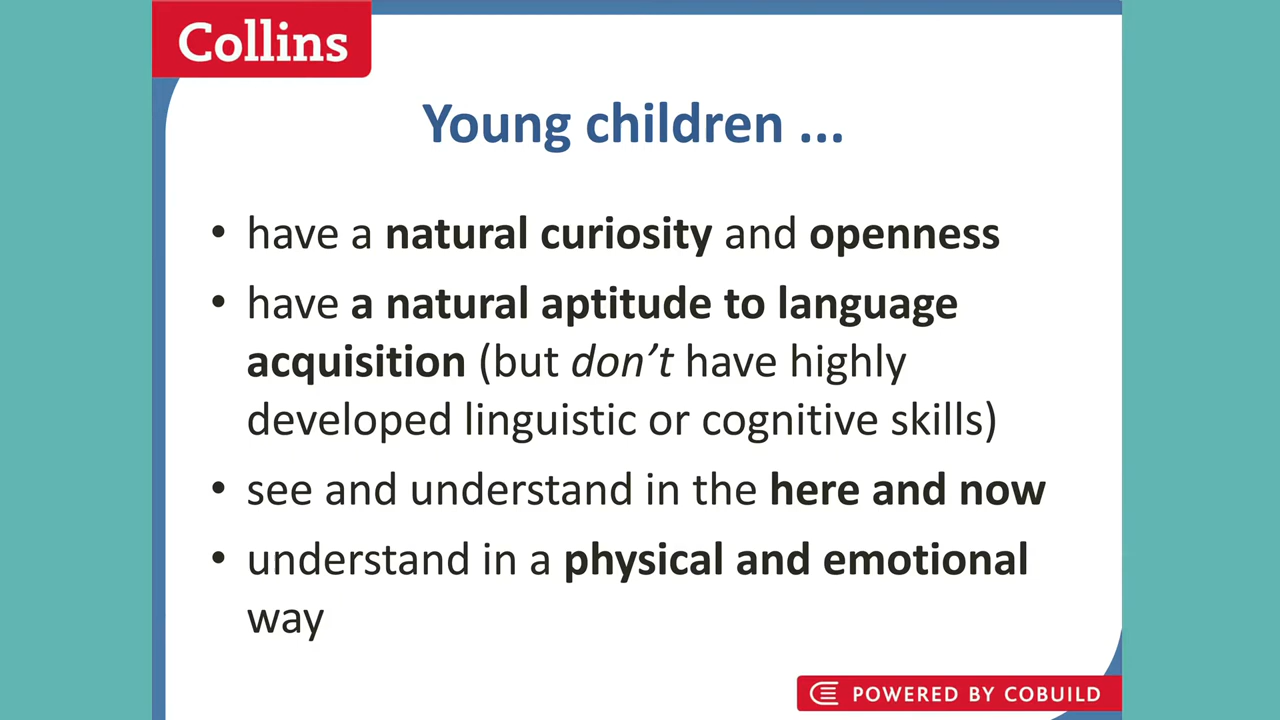 Collins
Young children ...
• have a natural curiosity and openness
• have a natural aptitude to language
acquisition (but don’t have highly
developed linguistic or cognitive skills)
• see and understand in the here and now
• understand in a physical and emotional
way
POWERED BY COBUILD